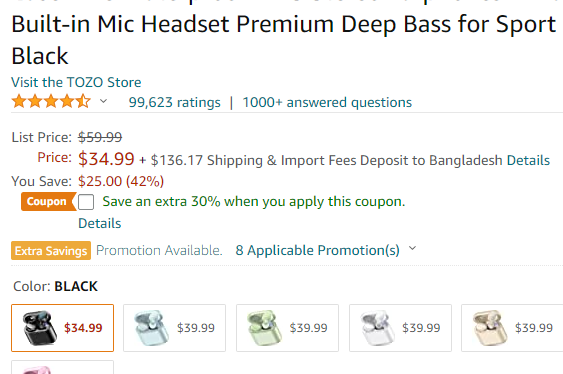 Built-in Mic Headset Premium Deep Bass for Sport
Black
Visit the TOZO Store
99,623 ratings | 1000+ answered questions
List Price: $59.99
Price: $34.99 + $136.17 Shipping & Import Fees Deposit to Bangladesh Details
You Save: $25.00 (42%)
Coupon Save an extra 30% when you apply this coupon.
Details
Extra Savings Promotion Available. 8 Applicable Promotion(s)
Color: BLACK
$34.99 $39.99 $39.99 $39.99 $39.99